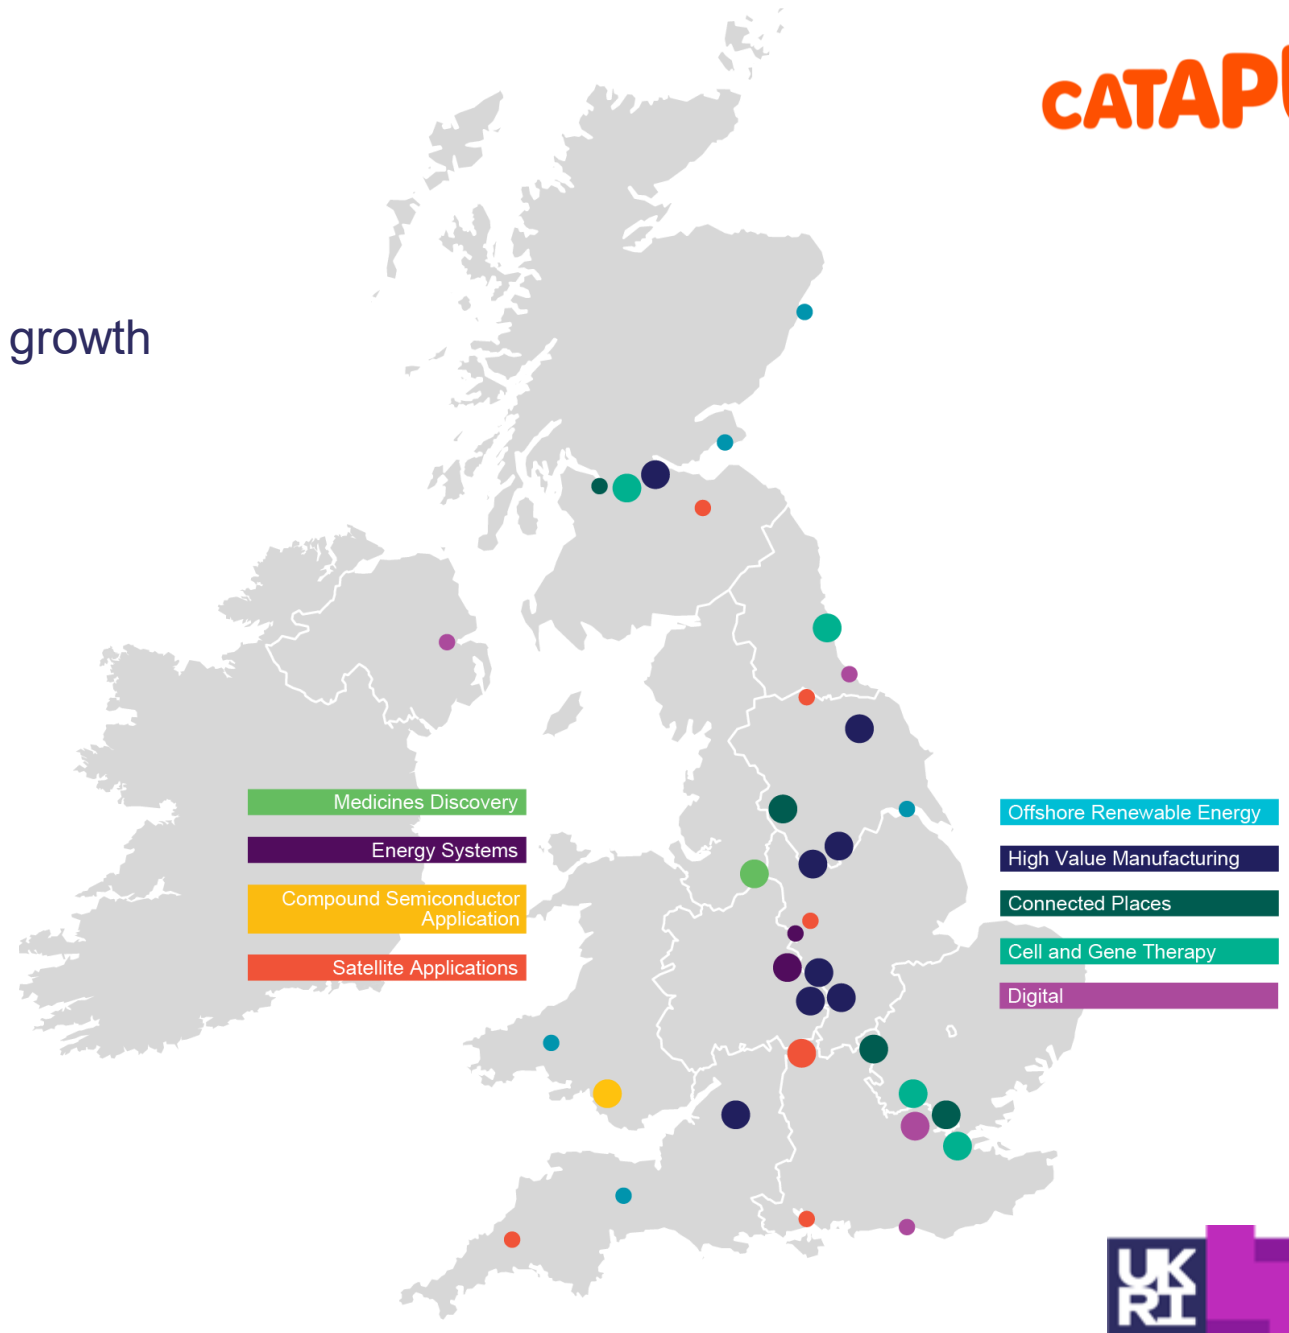 CATAP
growth
Medicines Discovery
Energy Systems
Compound Semiconductor
Application
Satellite Applications
Offshore Renewable Energy
High Value Manufacturing
Connected Places
Cell and Gene Therapy
Digital
UK
RI